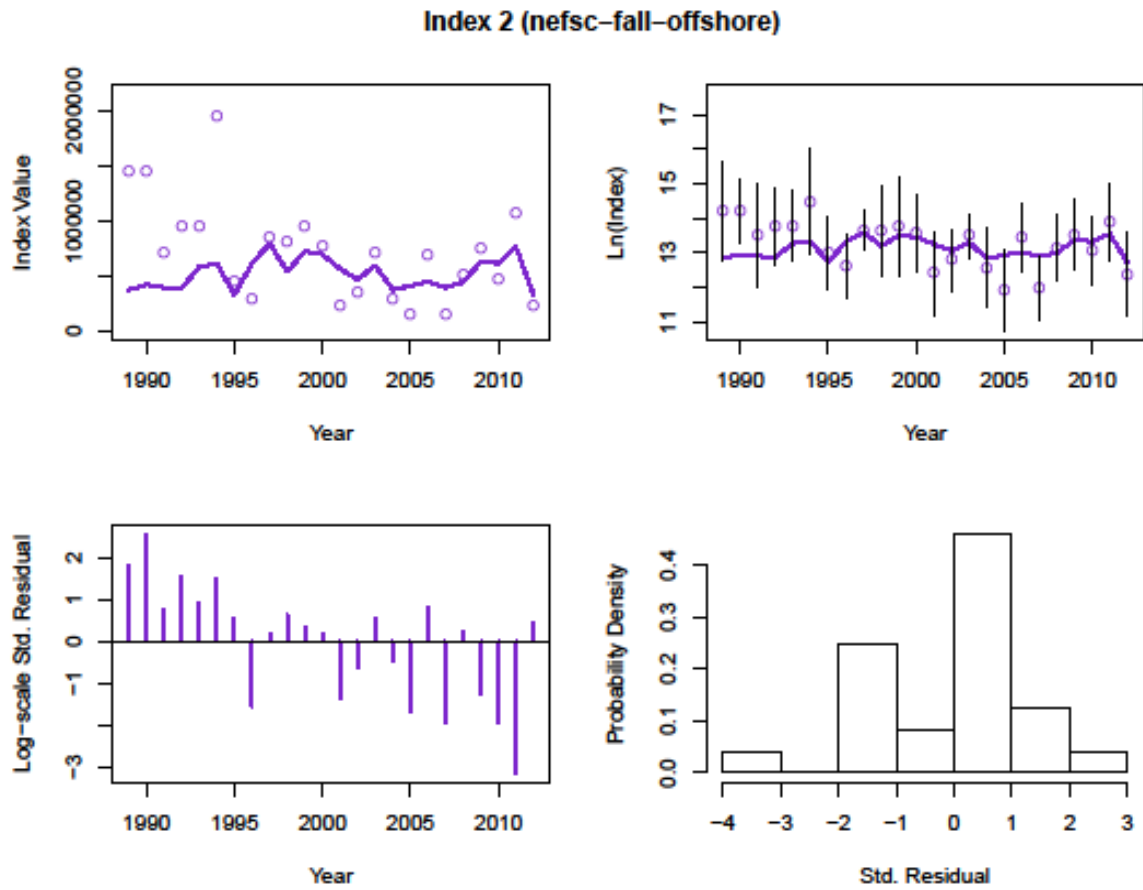 Index 2 (nefsc−fall−offshore)
Index Value
0
1000000
2000000
1990 1995 2000 2005 2010
Year
Ln(Index)
11 13 15 17
1990 1995 2000 2005 2010
Year
Log−scale Std. Residual
−3 −1 0 1 2
1990 1995 2000 2005 2010
Year
Probability Density
0.0 0.1 0.2 0.3 0.4
−4 −3 −2 −1 0 1 2 3
Std. Residual